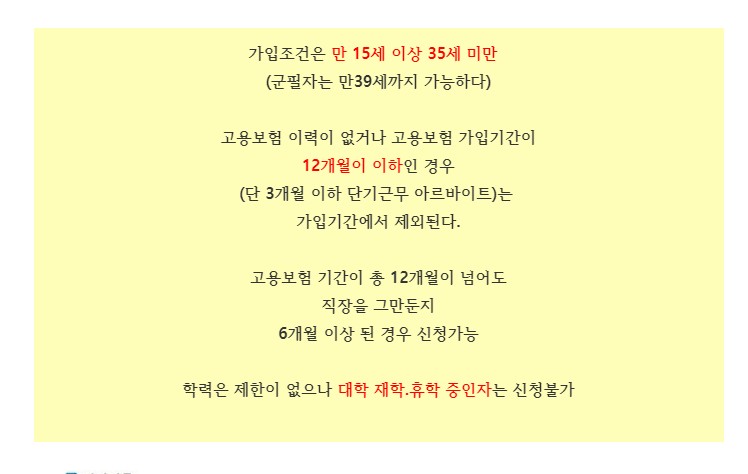 가입조건은 만 15세 이상 35세 미만
(군필자는 만39세까지 가능하다)
고용보험 이력이 없거나 고용보험 가입기간이
12개월이 이하인 경우
(단 3개월 이하 단기근무 아르바이트)는
가입기간에서 제외된다.
고용보험 기간이 총 12개월이 넘어도
직장을 그만둔지
6개월 이상 된 경우 신청가능
학력은 제한이 없으나 대학 재학.휴학 중인자는 신청불가